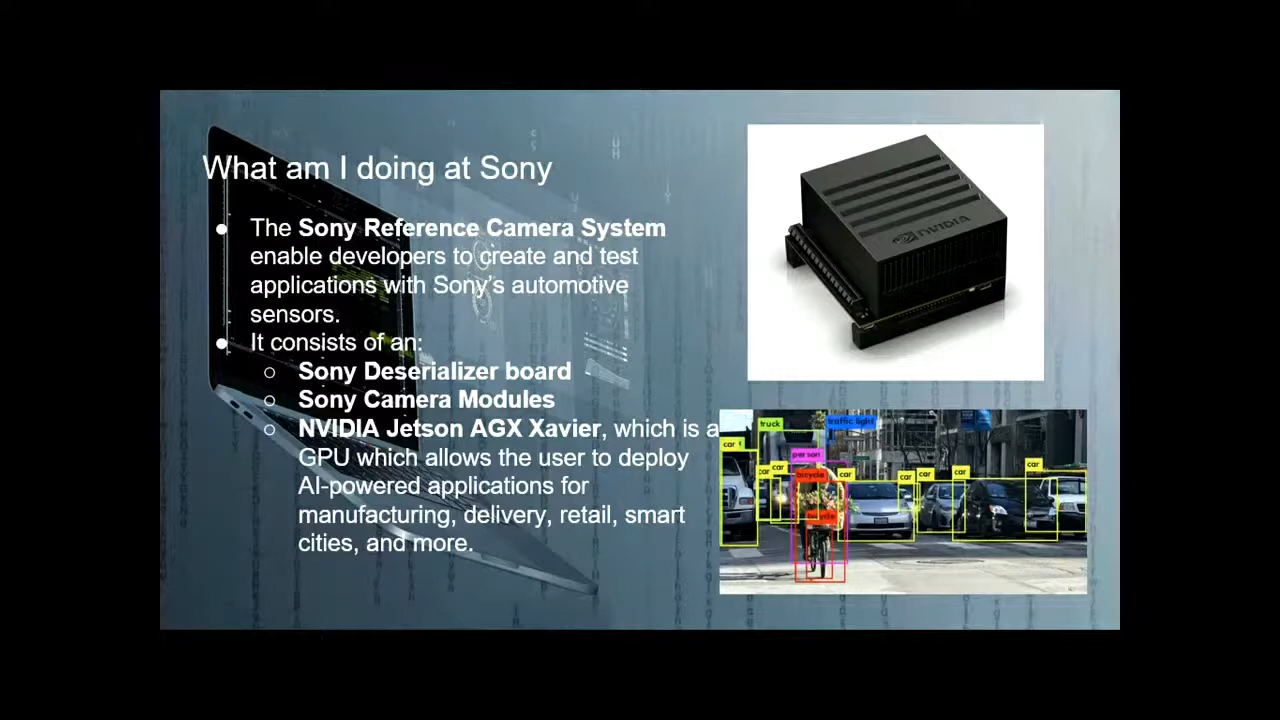 What am I doing at Sony
● The Sony Reference Camera System
enable developers to create and test
applications with Sony's automotive
sensors.
● It consists of an:
○ Sony Deserializer board
○ Sony Camera Modules
○ NVIDIA Jetson AGX Xavier, which is a
GPU which allows the user to deploy
AI-powered applications for
manufacturing, delivery, retail, smart
cities, and more.
NVIDIA
truck
traffic light
car
person
car
car
bicycle
car
car
car
car
car
bicycle